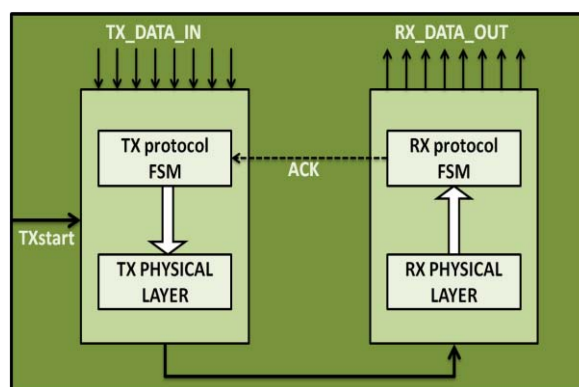 TX_DATA_IN
RX_DATA_OUT
TX protocol
FSM
RX protocol
FSM
ACK
TXstart
TX PHYSICAL
LAYER
RX PHYSICAL
LAYER